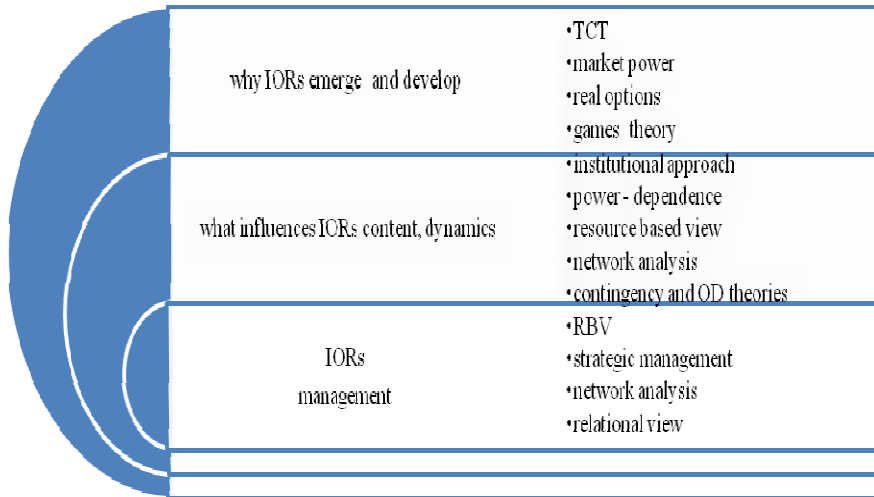 why IORs emerge and develop
•TCT
•market power
•real options
•games theory
what influences IORs content, dynamics
•institutional approach
•power - dependence
•resource based view
•network analysis
•contingency and OD theories
IORs
management
•RBV
•strategic management
•network analysis
•relational view